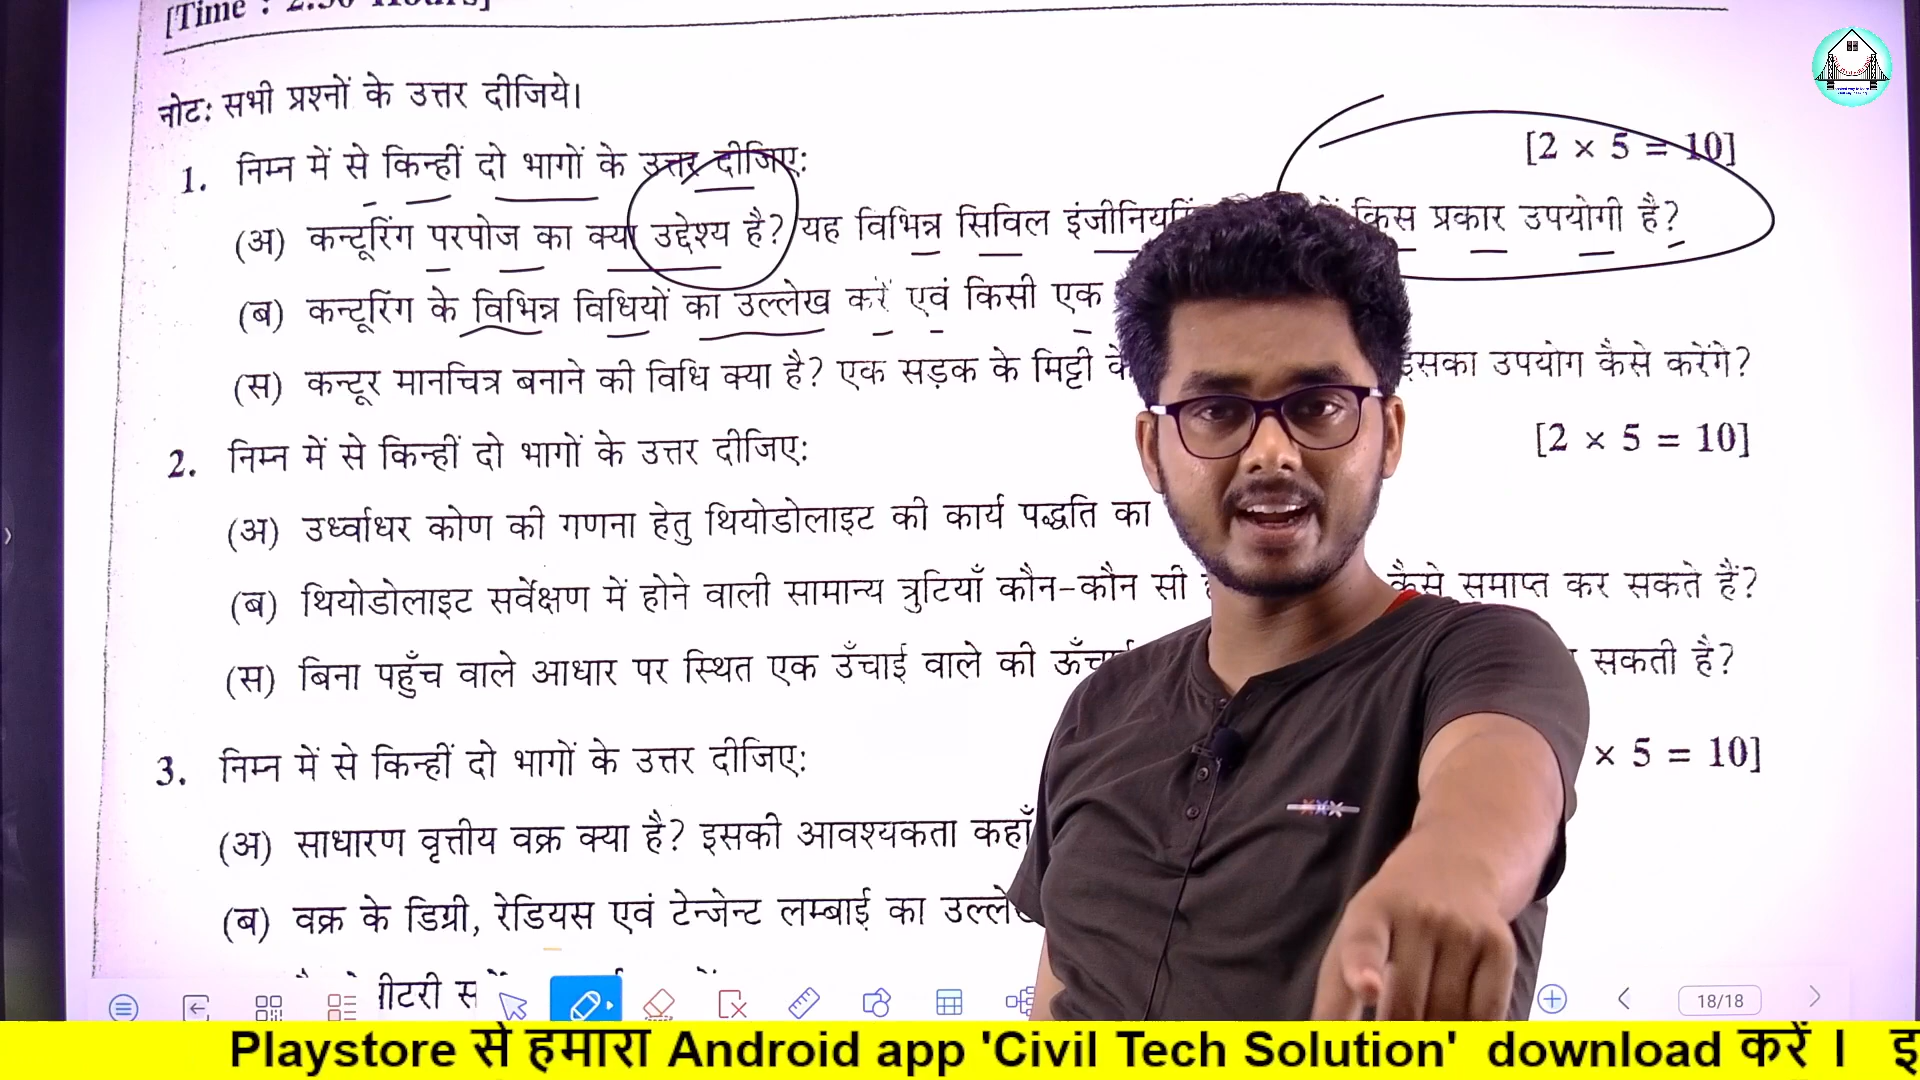 [Time : 2.30 Hours]
नोटः सभी प्रश्नों के उत्तर दीजिये।
1. निम्न में से किन्हीं दो भागों के उत्तर दीजिएः [2 × 5 = 10]
(अ) कन्टूरिंग परपोज का क्या उद्देश्य है? यह विभिन्न सिविल किस प्रकार उपयोगी है?
(ब) कन्टूरिंग के विभिन्न विधियों का उल्लेख करें एवं किसी एक
(स) कन्टूर मानचित्र बनाने की विधि क्या है? एक सड़क के मिट्टी के इसका उपयोग कैसे करेंगे?
2. निम्न में से किन्हीं दो भागों के उत्तर दीजिएः [2 × 5 = 10]
(अ) उर्ध्वाधर कोण की गणना हेतु थियोडोलाइट की कार्य पद्धति का
(ब) थियोडोलाइट सर्वेक्षण में होने वाली सामान्य त्रुटियाँ कौन-कौन सी कैसे समाप्त कर सकते हैं?
(स) बिना पहुँच वाले आधार पर स्थित एक उँचाई वाले की सकती है?
3. निम्न में से किन्हीं दो भागों के उत्तर दीजिएः × 5 = 10]
(अ) साधारण वृत्तीय वक्र क्या है? इसकी आवश्यकता कहाँ
(ब) वक्र के डिग्री, रेडियस एवं टेन्जेन्ट लम्बाई का
18/18
Playstore से हमारा Android app 'Civil Tech Solution' download करें । इ